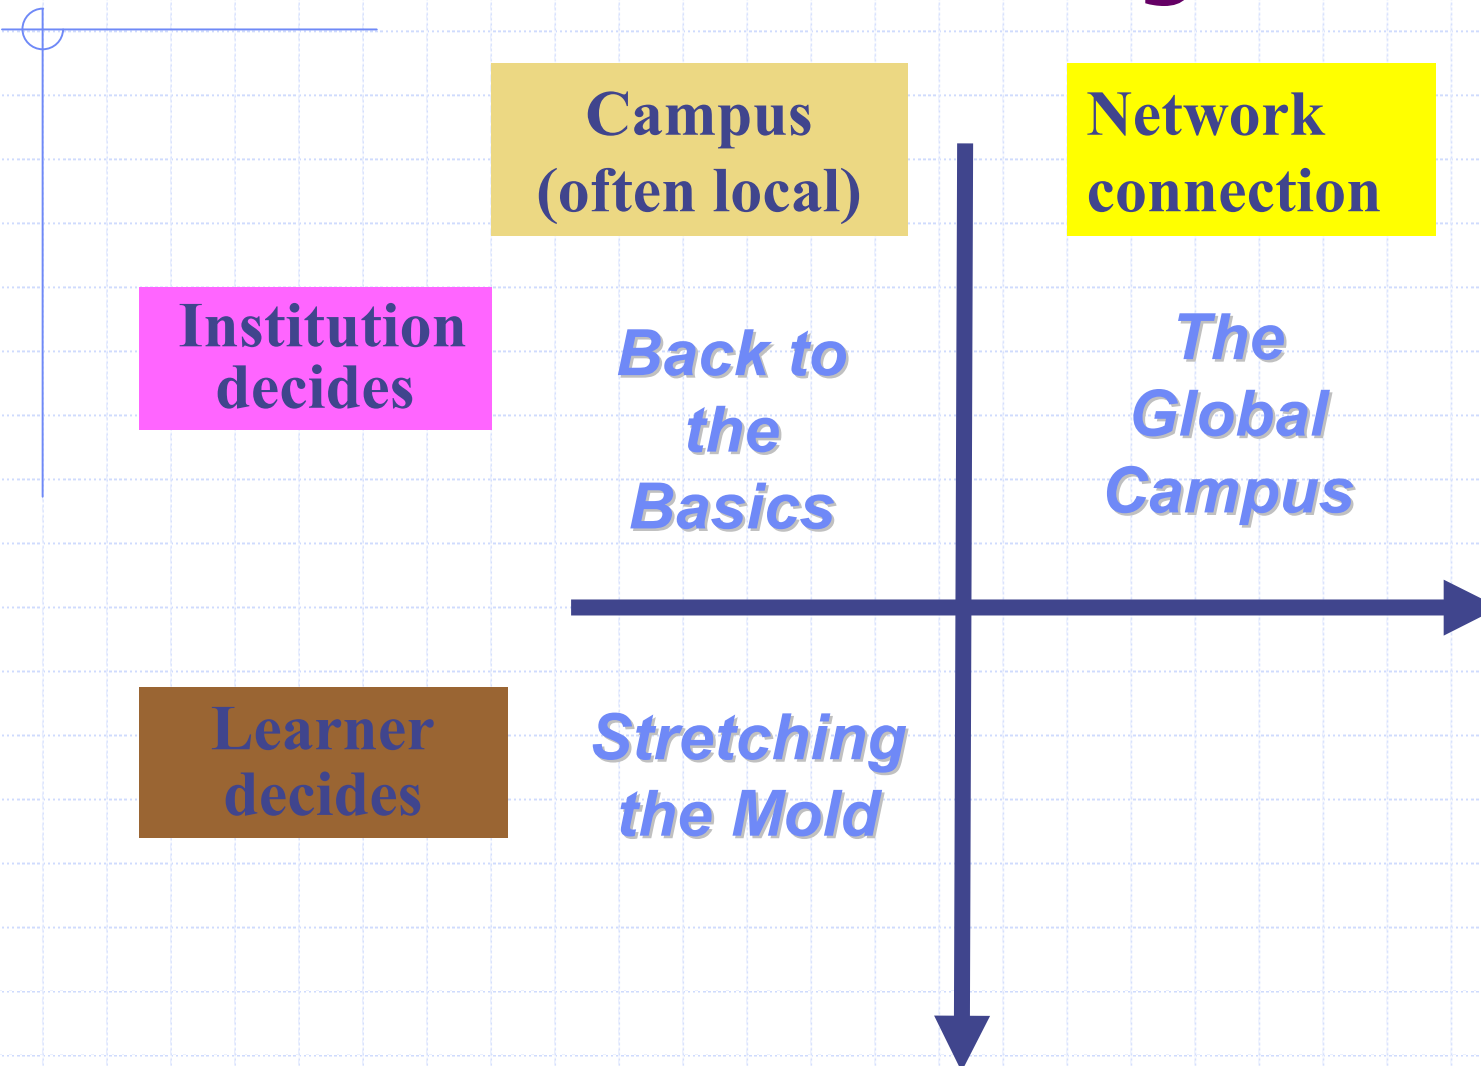 Campus
(often local)
Network
connection
Institution
decides
Back to
the
Basics
The
Global
Campus
Learner
decides
Stretching
the Mold